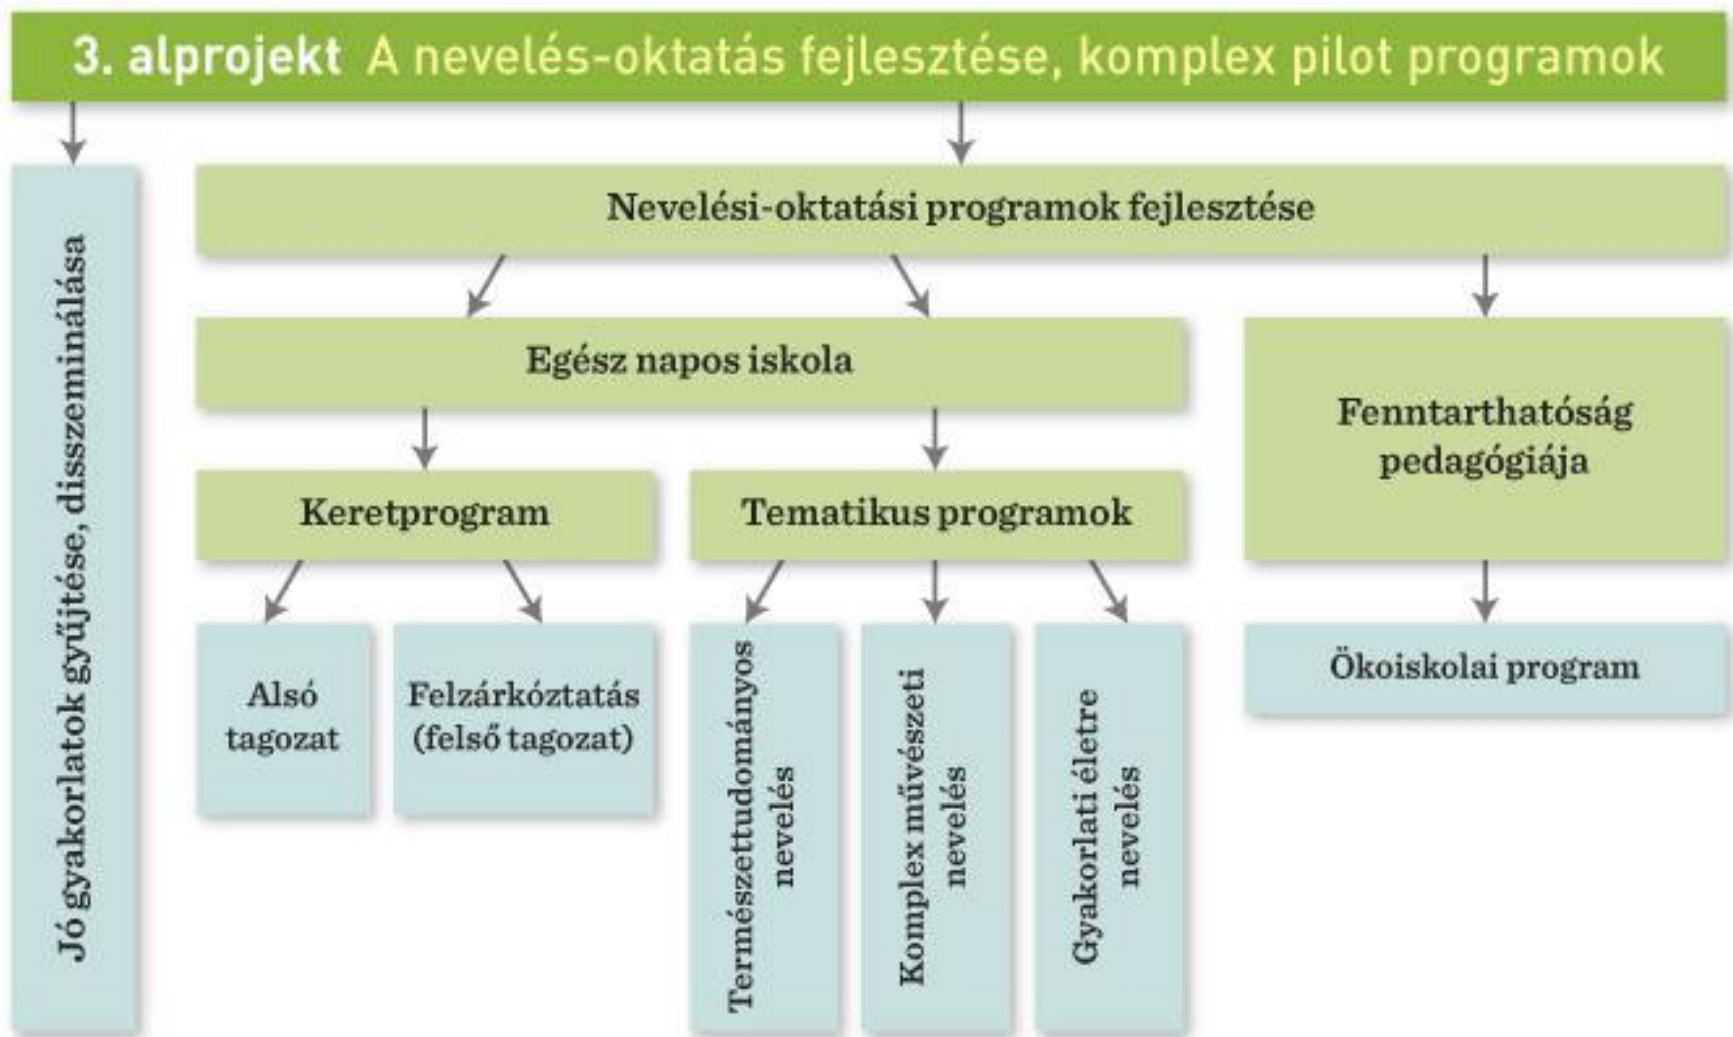 3. alprojekt A nevelés-oktatás fejlesztése, komplex pilot programok
Jó gyakorlatok gyűjtése, disszeminálása
Nevelési-oktatási programok fejlesztése
Egész napos iskola
Fenntarthatóság
pedagógiája
Keretprogram
Tematikus programok
Alsó
tagozat
Felzárkóztatás
(felső tagozat)
Természettudományos
nevelés
Komplex művészeti
nevelés
Gyakorlati életre
nevelés
Ökoiskolai program